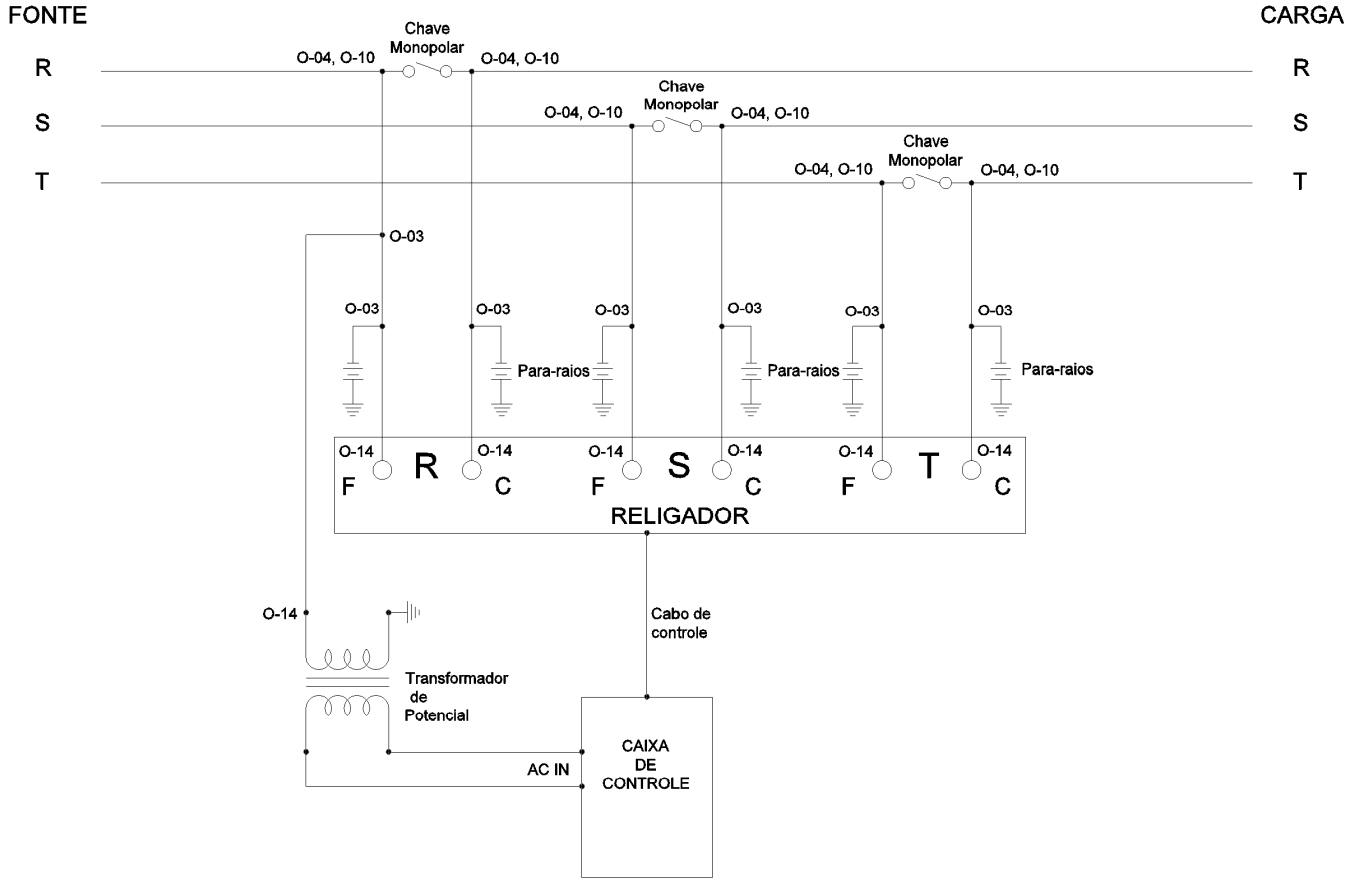 FONTE
CARGA
Chave
Monopolar
R
O-04, O-10
O-04, O-10
R
Chave
Monopolar
S
O-04, O-10
O-04, O-10
S
Chave
Monopolar
T
O-04, O-10
O-04, O-10
T
O-03
O-03
O-03
O-03
O-03
O-03
O-03
Para-raios
Para-raios
Para-raios
O-14
R
O-14
O-14
S
O-14
O-14
T
O-14
F
C
F
C
F
C
RELIGADOR
O-14
Cabo de
controle
Transformador
de
Potencial
CAIXA
DE
CONTROLE
AC IN